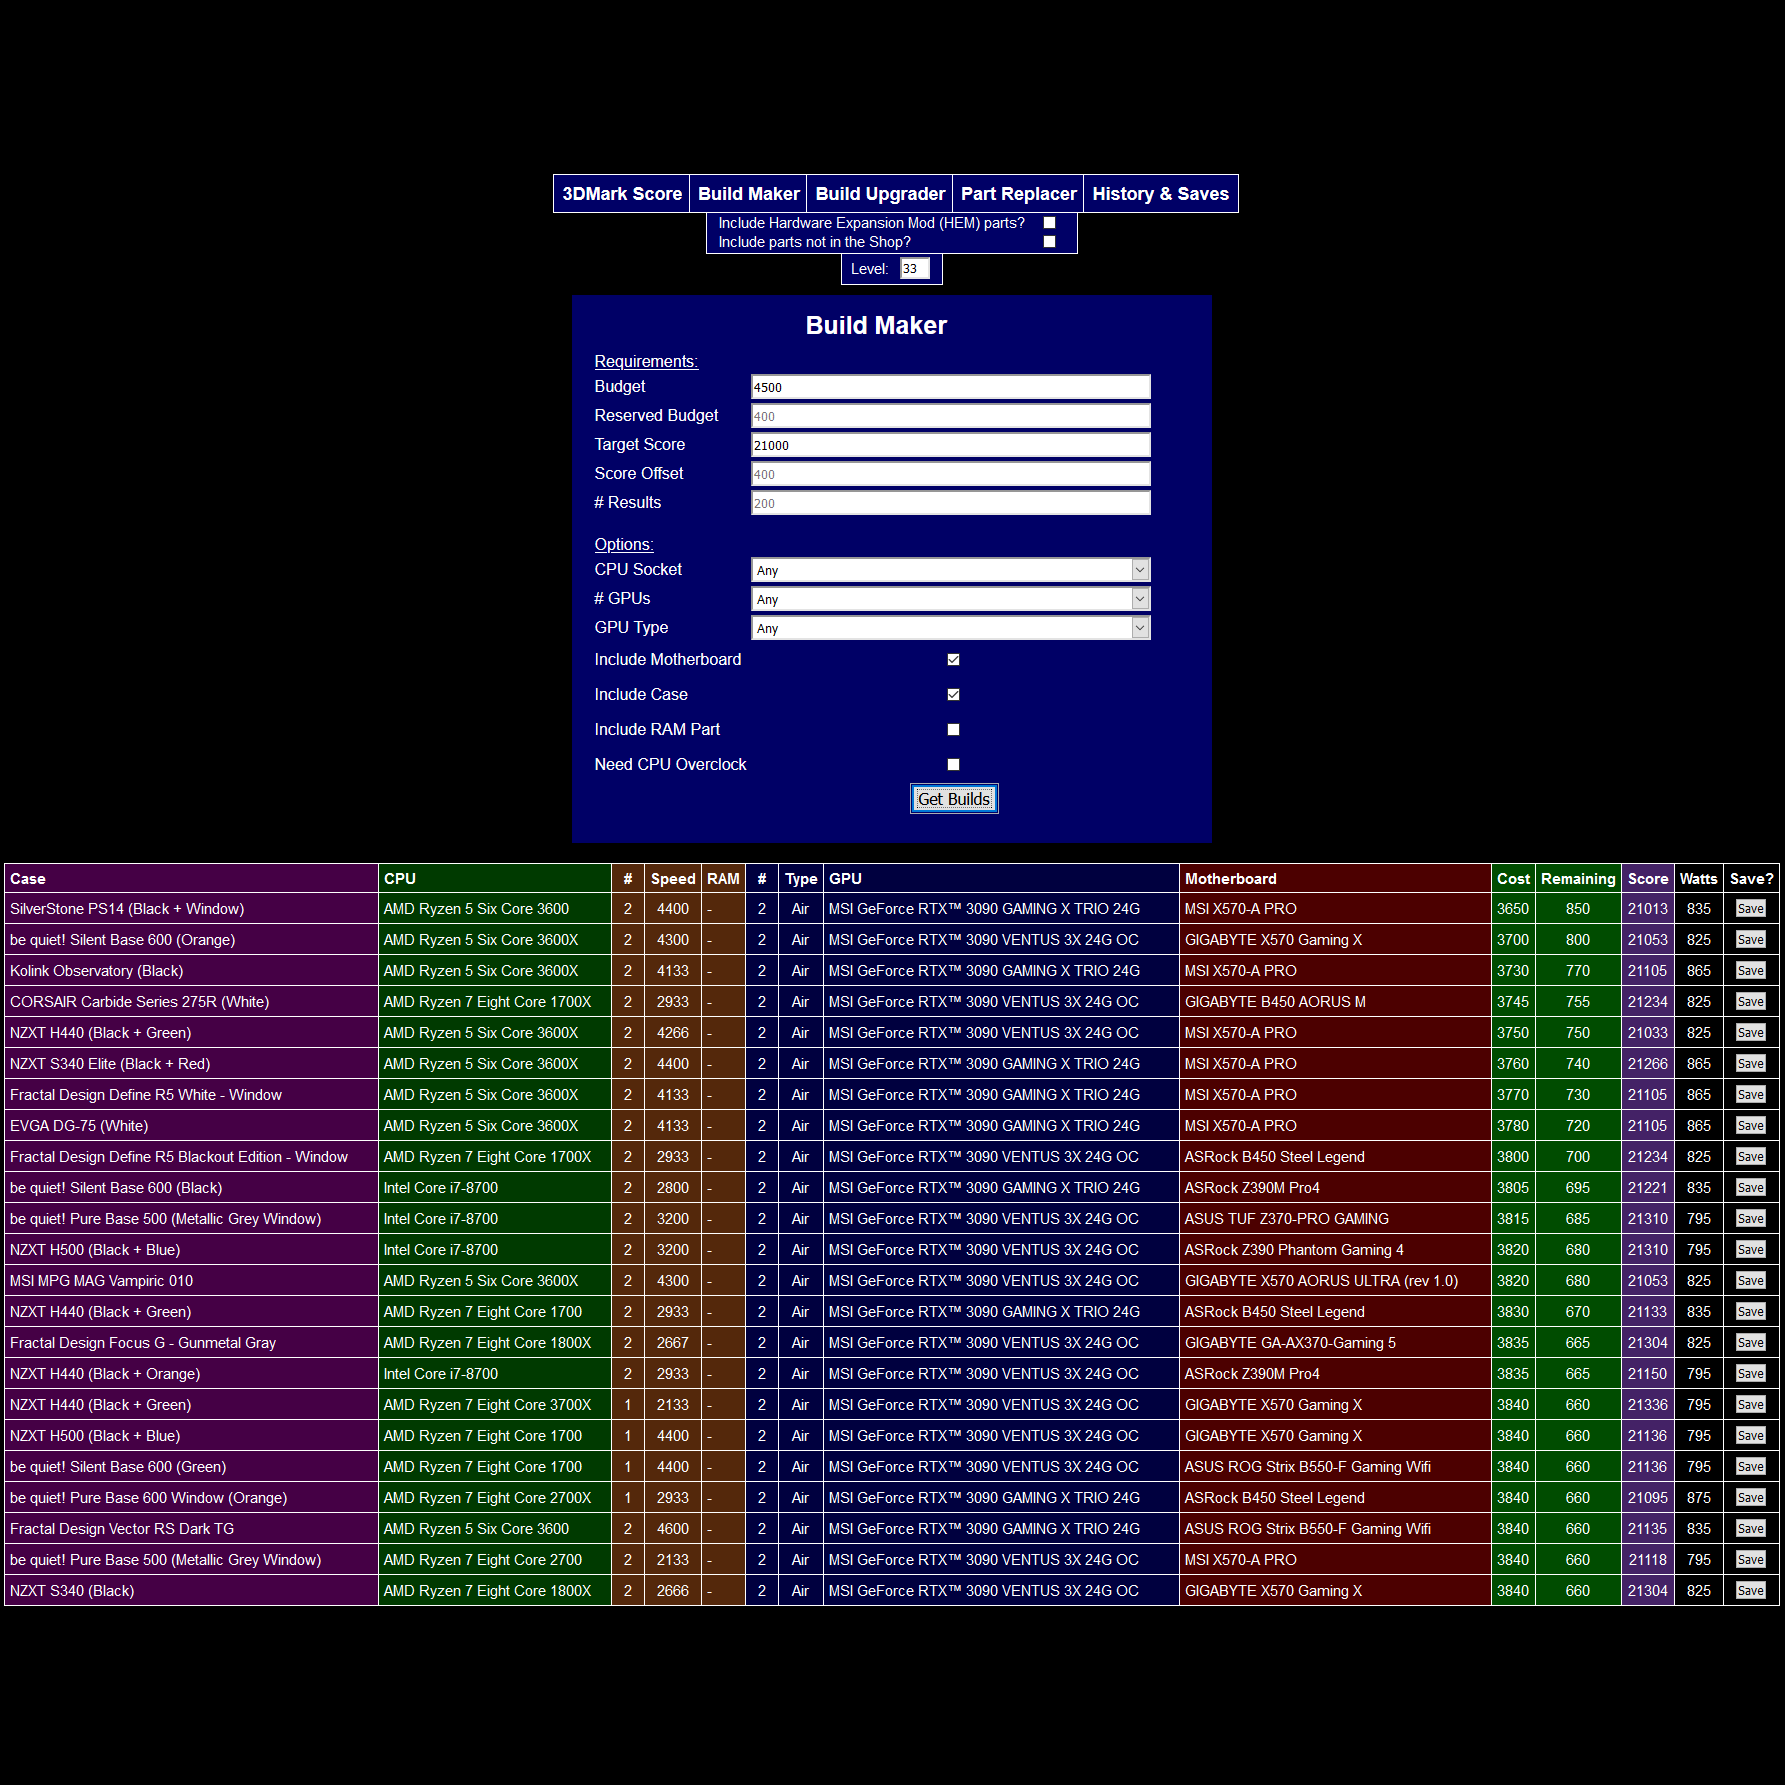 3DMark Score Build Maker Build Upgrader Part Replacer History & Saves
Include Hardware Expansion Mod (HEM) parts?
Include parts not in the Shop?
Level: 33
Build Maker
Requirements:
Budget 4500
Reserved Budget 400
Target Score 21000
Score Offset 400
# Results 200
Options:
CPU Socket Any
# GPUs Any
GPU Type Any
Include Motherboard
Include Case
Include RAM Part
Need CPU Overclock
Get Builds
Case CPU # Speed RAM # Type GPU Motherboard Cost Remaining Score Watts Save?
SilverStone PS14 (Black + Window) AMD Ryzen 5 Six Core 3600 2 4400 - 2 Air MSI GeForce RTX™ 3090 GAMING X TRIO 24G MSI X570-A PRO 3650 850 21013 835 Save
be quiet! Silent Base 600 (Orange) AMD Ryzen 5 Six Core 3600X 2 4300 - 2 Air MSI GeForce RTX™ 3090 VENTUS 3X 24G OC GIGABYTE X570 Gaming X 3700 800 21053 825 Save
Kolink Observatory (Black) AMD Ryzen 5 Six Core 3600X 2 4133 - 2 Air MSI GeForce RTX™ 3090 GAMING X TRIO 24G MSI X570-A PRO 3730 770 21105 865 Save
CORSAIR Carbide Series 275R (White) AMD Ryzen 7 Eight Core 1700X 2 2933 - 2 Air MSI GeForce RTX™ 3090 VENTUS 3X 24G OC GIGABYTE B450 AORUS M 3745 755 21234 825 Save
NZXT H440 (Black + Green) AMD Ryzen 5 Six Core 3600X 2 4266 - 2 Air MSI GeForce RTX™ 3090 VENTUS 3X 24G OC MSI X570-A PRO 3750 750 21033 825 Save
NZXT S340 Elite (Black + Red) AMD Ryzen 5 Six Core 3600X 2 4400 - 2 Air MSI GeForce RTX™ 3090 GAMING X TRIO 24G MSI X570-A PRO 3760 740 21266 865 Save
Fractal Design Define R5 White - Window AMD Ryzen 5 Six Core 3600X 2 4133 - 2 Air MSI GeForce RTX™ 3090 GAMING X TRIO 24G MSI X570-A PRO 3770 730 21105 865 Save
EVGA DG-75 (White) AMD Ryzen 5 Six Core 3600X 2 4133 - 2 Air MSI GeForce RTX™ 3090 GAMING X TRIO 24G MSI X570-A PRO 3780 720 21105 865 Save
Fractal Design Define R5 Blackout Edition - Window AMD Ryzen 7 Eight Core 1700X 2 2933 - 2 Air MSI GeForce RTX™ 3090 VENTUS 3X 24G OC ASRock B450 Steel Legend 3800 700 21234 825 Save
be quiet! Silent Base 600 (Black) Intel Core i7-8700 2 2800 - 2 Air MSI GeForce RTX™ 3090 GAMING X TRIO 24G ASRock Z390M Pro4 3805 695 21221 835 Save
be quiet! Pure Base 500 (Metallic Grey Window) Intel Core i7-8700 2 3200 - 2 Air MSI GeForce RTX™ 3090 VENTUS 3X 24G OC ASUS TUF Z370-PRO GAMING 3815 685 21310 795 Save
NZXT H500 (Black + Blue) Intel Core i7-8700 2 3200 - 2 Air MSI GeForce RTX™ 3090 VENTUS 3X 24G OC ASRock Z390 Phantom Gaming 4 3820 680 21310 795 Save
MSI MPG MAG Vampiric 010 AMD Ryzen 5 Six Core 3600X 2 4300 - 2 Air MSI GeForce RTX™ 3090 VENTUS 3X 24G OC GIGABYTE X570 AORUS ULTRA (rev 1.0) 3820 680 21053 825 Save
NZXT H440 (Black + Green) AMD Ryzen 7 Eight Core 1700 2 2933 - 2 Air MSI GeForce RTX™ 3090 GAMING X TRIO 24G ASRock B450 Steel Legend 3830 670 21133 835 Save
Fractal Design Focus G - Gunmetal Gray AMD Ryzen 7 Eight Core 1800X 2 2667 - 2 Air MSI GeForce RTX™ 3090 VENTUS 3X 24G OC GIGABYTE GA-AX370-Gaming 5 3835 665 21304 825 Save
NZXT H440 (Black + Orange) Intel Core i7-8700 2 2933 - 2 Air MSI GeForce RTX™ 3090 VENTUS 3X 24G OC ASRock Z390M Pro4 3835 665 21150 795 Save
NZXT H440 (Black + Green) AMD Ryzen 7 Eight Core 3700X 1 2133 - 2 Air MSI GeForce RTX™ 3090 VENTUS 3X 24G OC GIGABYTE X570 Gaming X 3840 660 21336 795 Save
NZXT H500 (Black + Blue) AMD Ryzen 7 Eight Core 1700 1 4400 - 2 Air MSI GeForce RTX™ 3090 VENTUS 3X 24G OC GIGABYTE X570 Gaming X 3840 660 21136 795 Save
be quiet! Silent Base 600 (Green) AMD Ryzen 7 Eight Core 1700 1 4400 - 2 Air MSI GeForce RTX™ 3090 VENTUS 3X 24G OC ASUS ROG Strix B550-F Gaming Wifi 3840 660 21136 795 Save
be quiet! Pure Base 600 Window (Orange) AMD Ryzen 7 Eight Core 2700X 1 2933 - 2 Air MSI GeForce RTX™ 3090 GAMING X TRIO 24G ASRock B450 Steel Legend 3840 660 21095 875 Save
Fractal Design Vector RS Dark TG AMD Ryzen 5 Six Core 3600 2 4600 - 2 Air MSI GeForce RTX™ 3090 GAMING X TRIO 24G ASUS ROG Strix B550-F Gaming Wifi 3840 660 21135 835 Save
be quiet! Pure Base 500 (Metallic Grey Window) AMD Ryzen 7 Eight Core 2700 2 2133 - 2 Air MSI GeForce RTX™ 3090 VENTUS 3X 24G OC MSI X570-A PRO 3840 660 21118 795 Save
NZXT S340 (Black) AMD Ryzen 7 Eight Core 1800X 2 2666 - 2 Air MSI GeForce RTX™ 3090 VENTUS 3X 24G OC GIGABYTE X570 Gaming X 3840 660 21304 825 Save